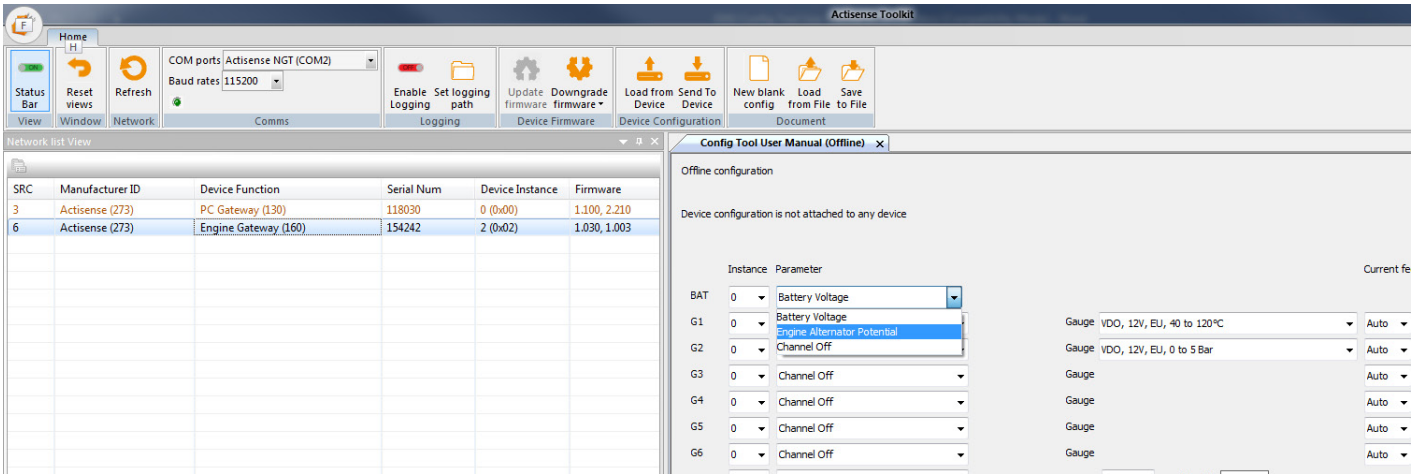 Actisense Toolkit
F
Home
H
ON
Status Bar
Reset views
Refresh
COM ports Actisense NGT (COM2)
Baud rates 115200
OFF
Enable Logging
Set logging path
Update firmware
Downgrade firmware
Load from Device
Send To Device
New blank config
Load from File
Save to File
View
Window
Network
Comms
Logging
Device Firmware
Device Configuration
Document
Network list View
SRC Manufacturer ID Device Function Serial Num Device Instance Firmware
3 Actisense (273) PC Gateway (130) 118030 0 (0x00) 1.100, 2.210
6 Actisense (273) Engine Gateway (160) 154242 2 (0x02) 1.030, 1.003
Config Tool User Manual (Offline) x
Offline configuration
Device configuration is not attached to any device
Instance Parameter Current fe
BAT 0 Battery Voltage
Battery Voltage
G1 0 Gauge VDO, 12V, EU, 40 to 120°C Auto
Engine Alternator Potential
G2 0 Channel Off Gauge VDO, 12V, EU, 0 to 5 Bar Auto
G3 0 Channel Off Gauge Auto
G4 0 Channel Off Gauge Auto
G5 0 Channel Off Gauge Auto
G6 0 Channel Off Gauge Auto